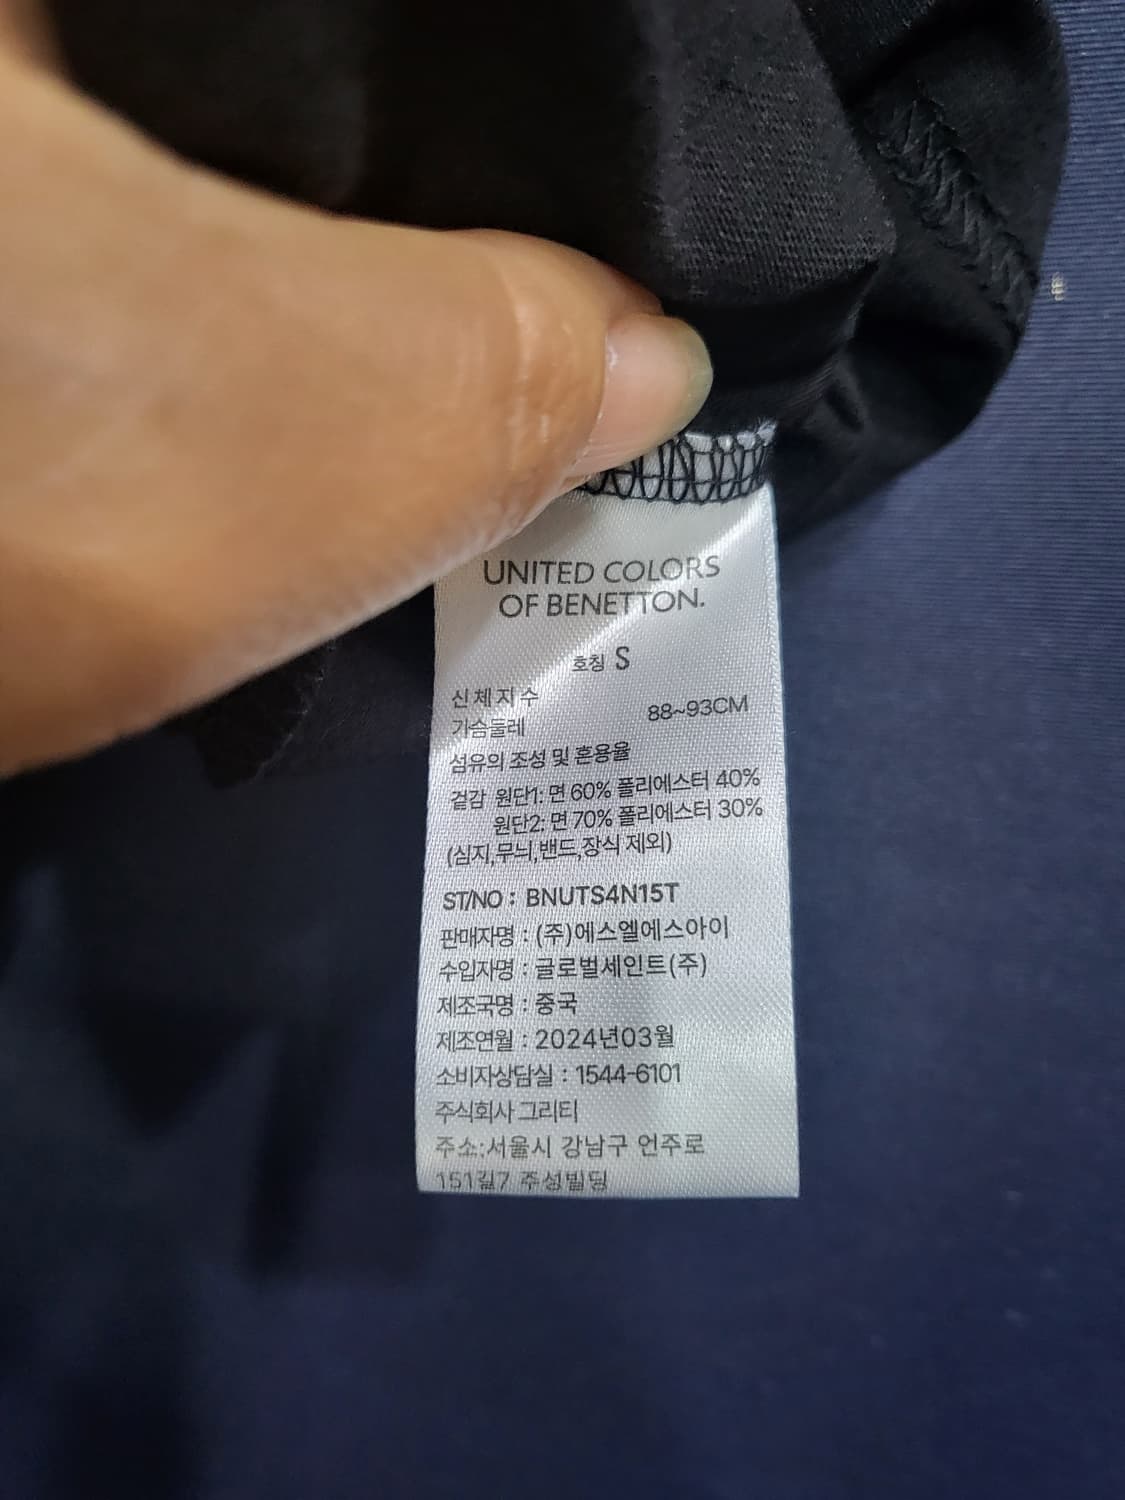 UNITED COLORS
OF BENETTON.
호칭 S
신체지수
가슴둘레 88~93CM
섬유의 조성 및 혼용율
겉감 원단1: 면 60% 폴리에스터 40%
원단2: 면 70% 폴리에스터 30%
(심지,무늬,밴드,장식 제외)
ST/NO : BNUTS4N15T
판매자명 : (주)에스엘에스아이
수입자명 : 글로벌세인트(주)
제조국명 : 중국
제조연월 : 2024년03월
소비자상담실 : 1544-6101
주식회사 그리티
주소:서울시 강남구 언주로
151길7 주성빌딩